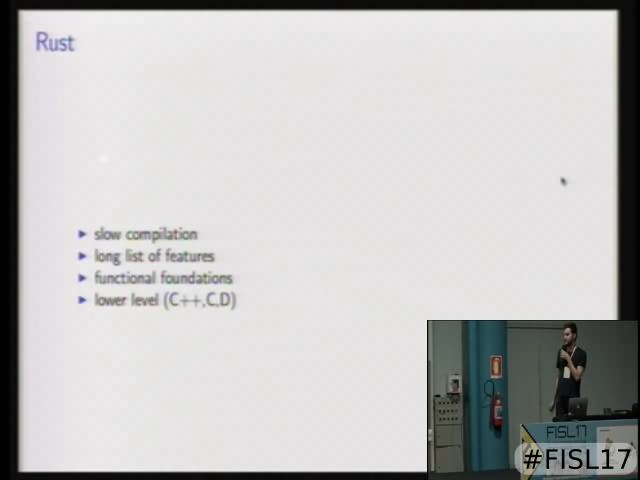 Rust
slow compilation
long list of features
functional foundations
lower level (C++,C,D)
FISL17
#FISL17